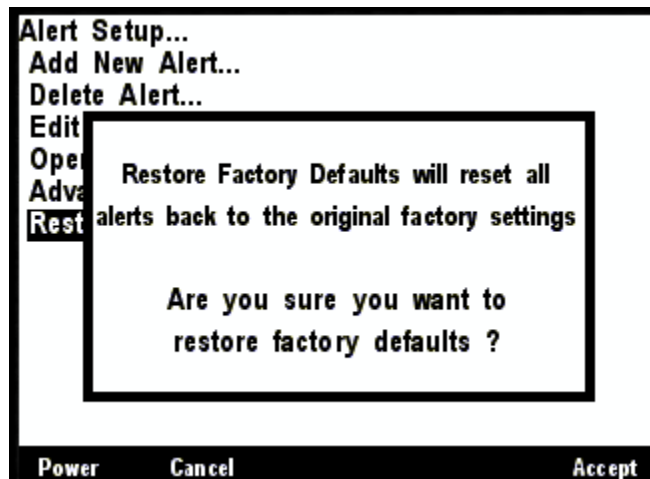 Alert Setup...
Add New Alert...
Delete Alert...
Edit
Oper
Adva
Rest
Restore Factory Defaults will reset all
alerts back to the original factory settings
Are you sure you want to
restore factory defaults ?
Power Cancel Accept